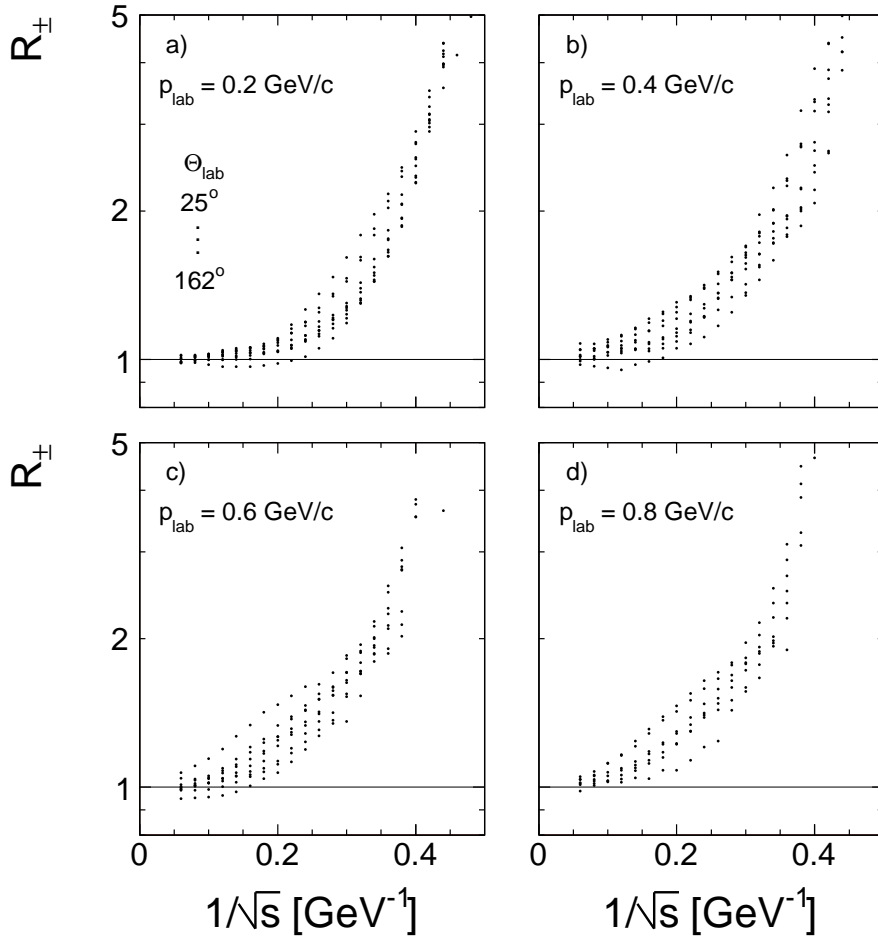 R±
5
2
1
a)
p_lab = 0.2 GeV/c
Θ_lab
25°
.
.
.
162°
b)
p_lab = 0.4 GeV/c
R±
5
2
1
c)
p_lab = 0.6 GeV/c
d)
p_lab = 0.8 GeV/c
0 0.2 0.4
0 0.2 0.4
1/√s [GeV⁻¹]
1/√s [GeV⁻¹]